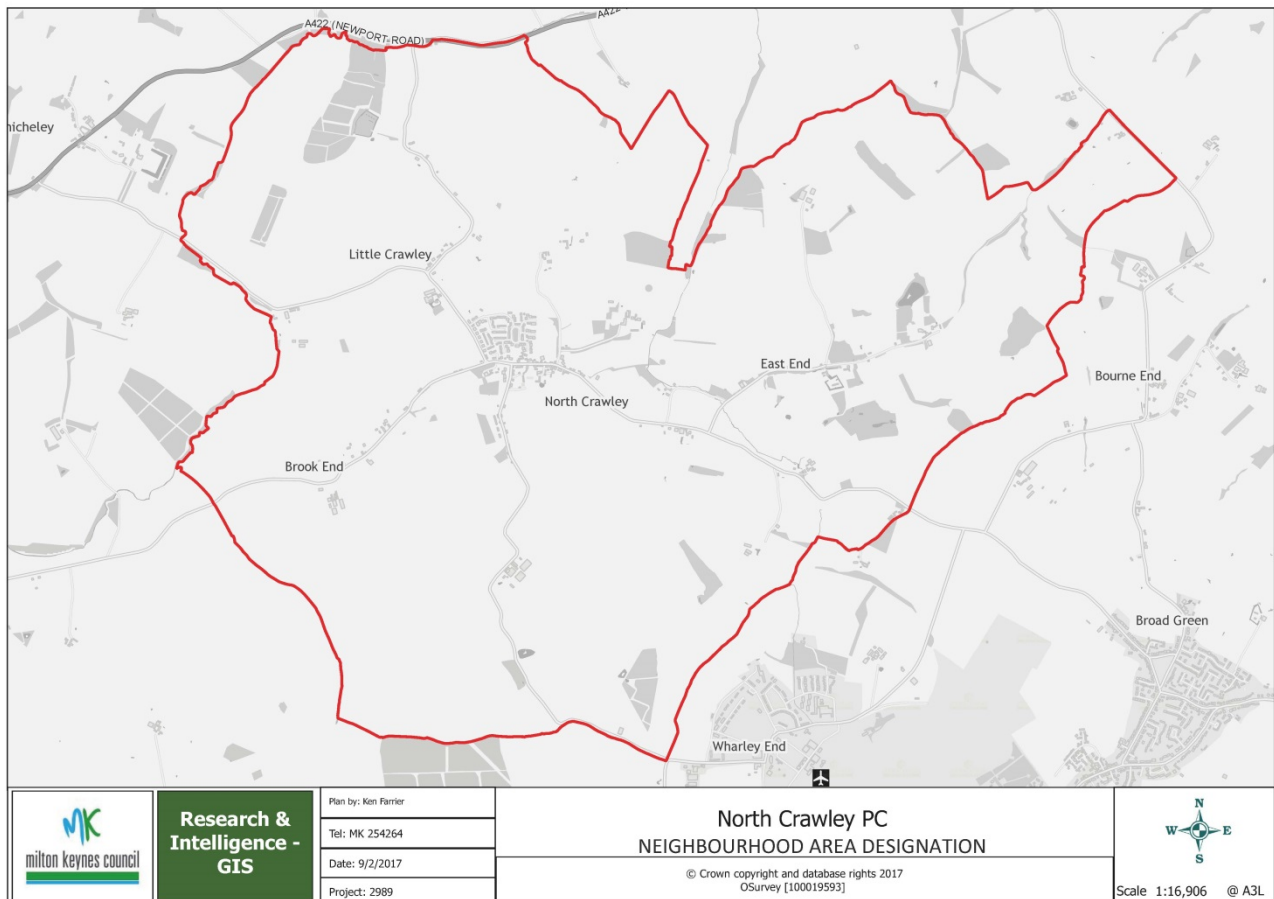 A422 (NEWPORT ROAD)
A422
hicheley
Little Crawley
East End
Bourne End
North Crawley
Brook End
Broad Green
Wharley End
MK
milton keynes council
Research &
Intelligence -
GIS
Plan by: Ken Farrier
Tel: MK 254264
Date: 9/2/2017
Project: 2989
North Crawley PC
NEIGHBOURHOOD AREA DESIGNATION
© Crown copyright and database rights 2017
OSurvey [100019593]
N
W E
S
Scale 1:16,906 @ A3L